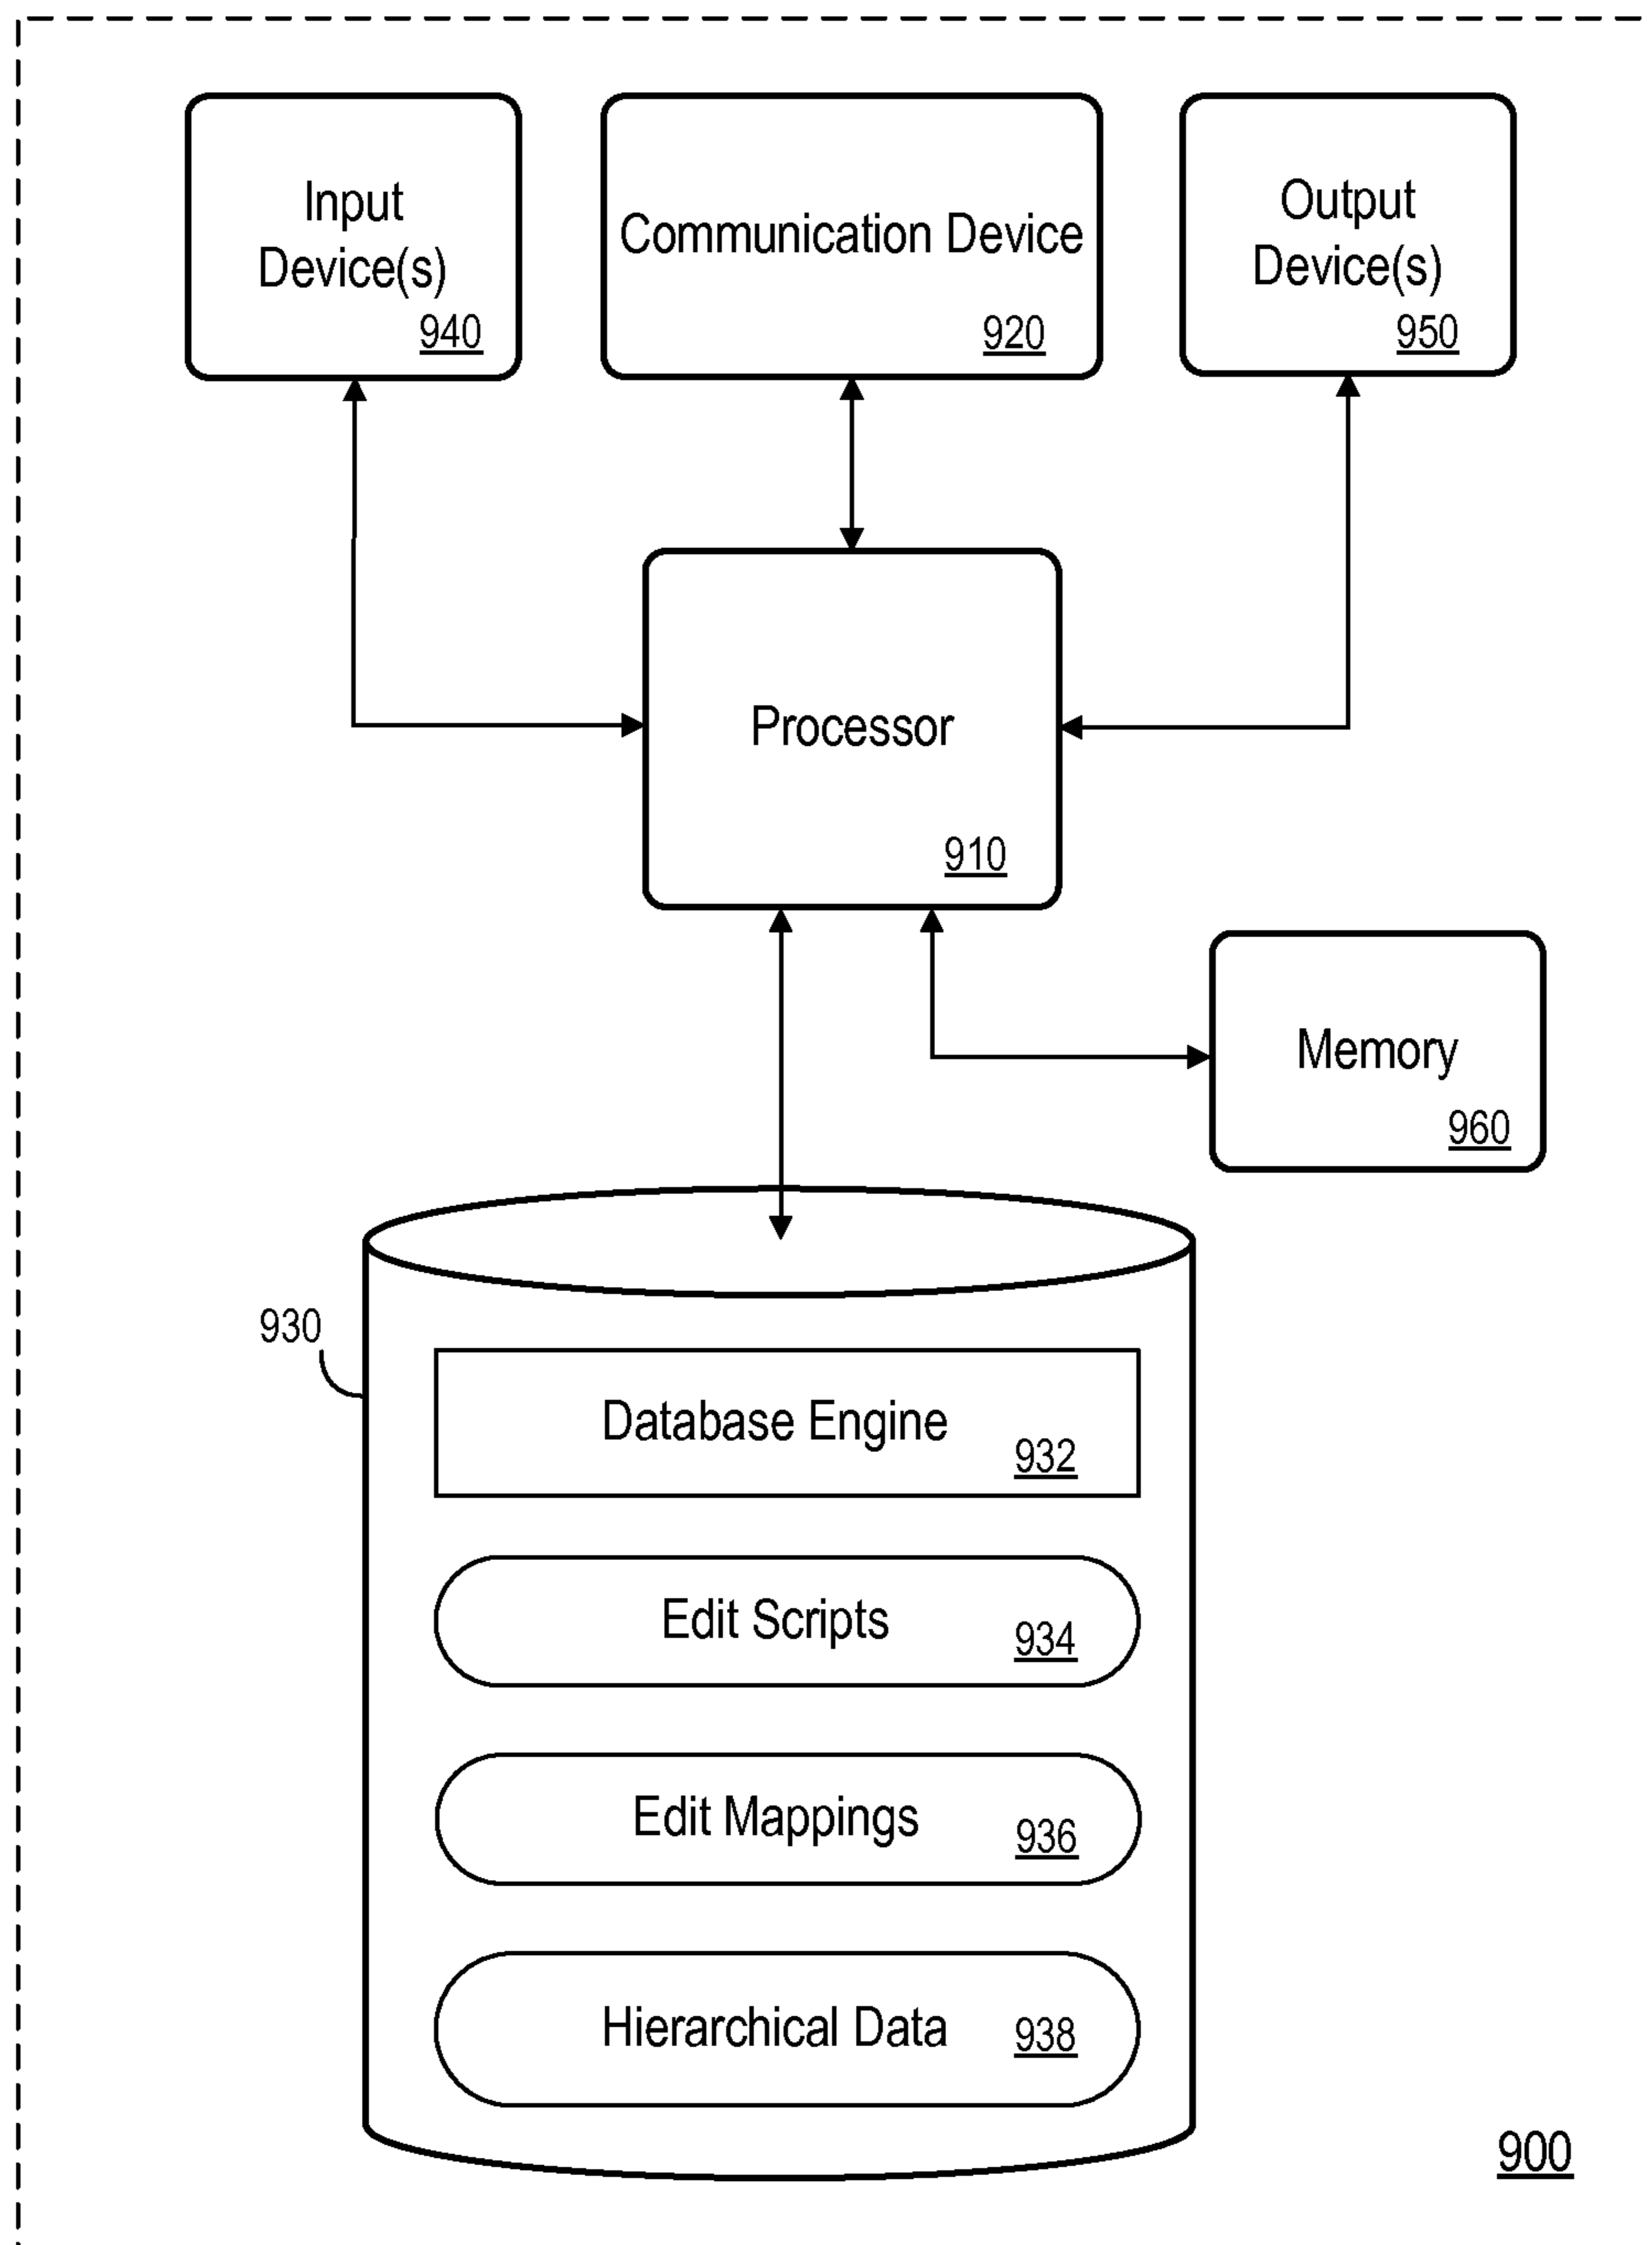 Input
Device(s)
940
Communication Device
920
Output
Device(s)
950
Processor
910
Memory
960
930
Database Engine
932
Edit Scripts
934
Edit Mappings
936
Hierarchical Data
938
900